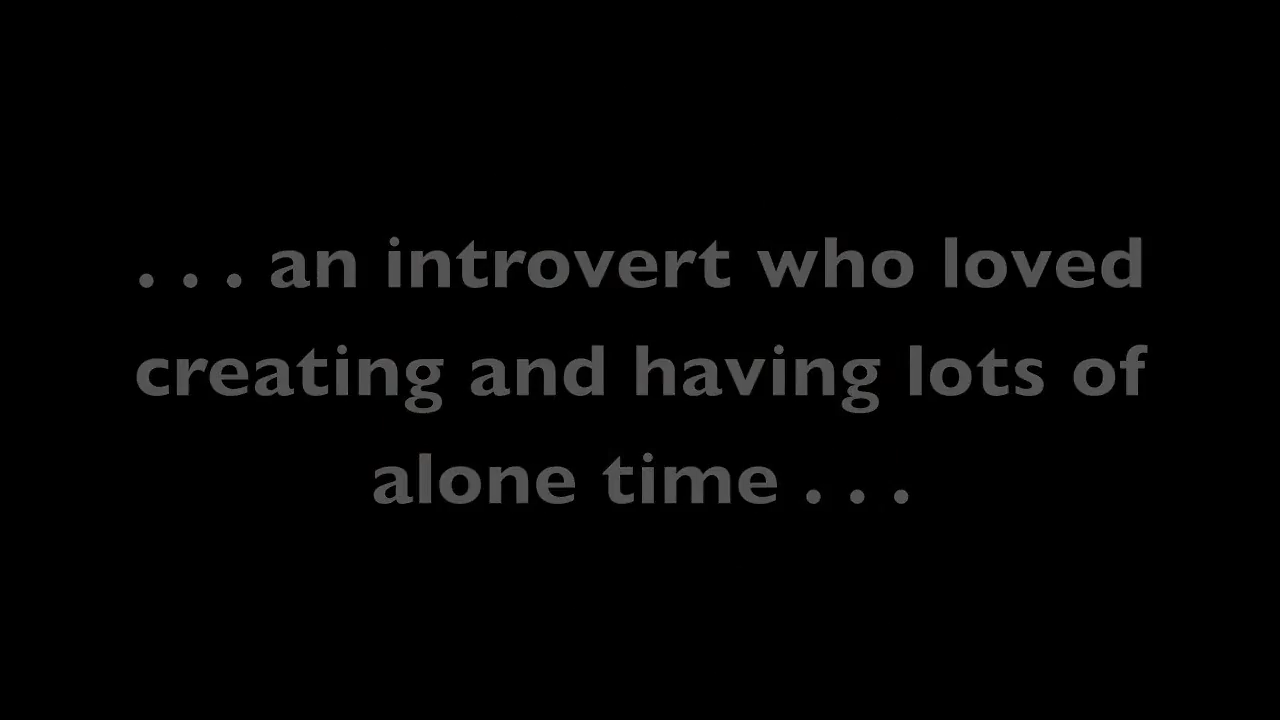 . . . an introvert who loved
creating and having lots of
alone time . . .